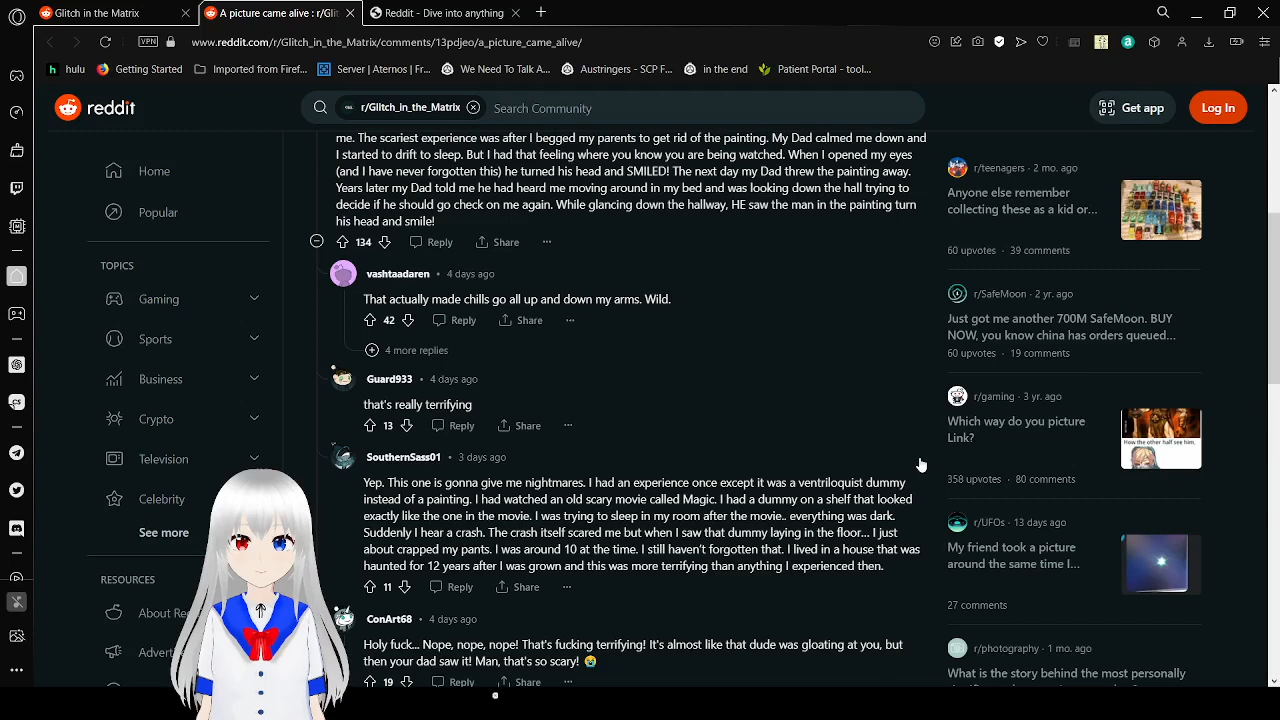 Glitch in the Matrix
A picture came alive : r/Glit
Reddit - Dive into anything
VPN
www.reddit.com/r/Glitch_in_the_Matrix/comments/13pdjeo/a_picture_came_alive/
hulu
Getting Started
Imported from Firef...
Server | Aternos | Fr...
We Need To Talk A...
Austringers - SCP F...
in the end
Patient Portal - tool...
reddit
r/Glitch_in_the_Matrix
Search Community
Get app
Log In
Home
Popular
TOPICS
Gaming
Sports
Business
Crypto
Television
Celebrity
See more
RESOURCES
About Re
Advert
me. The scariest experience was after I begged my parents to get rid of the painting. My Dad calmed me down and
I started to drift to sleep. But I had that feeling where you know you are being watched. When I opened my eyes
(and I have never forgotten this) he turned his head and SMILED! The next day my Dad threw the painting away.
Years later my Dad told me he had heard me moving around in my bed and was looking down the hall trying to
decide if he should go check on me again. While glancing down the hallway, HE saw the man in the painting turn
his head and smile!
134 Reply Share ...
vashtaadaren • 4 days ago
That actually made chills go all up and down my arms. Wild.
42 Reply Share ...
4 more replies
Guard933 • 4 days ago
that's really terrifying
13 Reply Share ...
SouthernSass01 • 3 days ago
Yep. This one is gonna give me nightmares. I had an experience once except it was a ventriloquist dummy
instead of a painting. I had watched an old scary movie called Magic. I had a dummy on a shelf that looked
exactly like the one in the movie. I was trying to sleep in my room after the movie.. everything was dark.
Suddenly I hear a crash. The crash itself scared me but when I saw that dummy laying in the floor... I just
about crapped my pants. I was around 10 at the time. I still haven't forgotten that. I lived in a house that was
haunted for 12 years after I was grown and this was more terrifying than anything I experienced then.
11 Reply Share ...
ConArt68 • 4 days ago
Holy fuck... Nope, nope, nope! That's fucking terrifying! It's almost like that dude was gloating at you, but
then your dad saw it! Man, that's so scary! 😭
19 Reply Share ...
r/teenagers • 2 mo. ago
Anyone else remember
collecting these as a kid or...
60 upvotes • 39 comments
r/SafeMoon • 2 yr. ago
Just got me another 700M SafeMoon. BUY
NOW, you know china has orders queued...
60 upvotes • 19 comments
r/gaming • 3 yr. ago
Which way do you picture
Link?
How the other half see him.
358 upvotes • 80 comments
r/UFOs • 13 days ago
My friend took a picture
around the same time I...
27 comments
r/photography • 1 mo. ago
What is the story behind the most personally